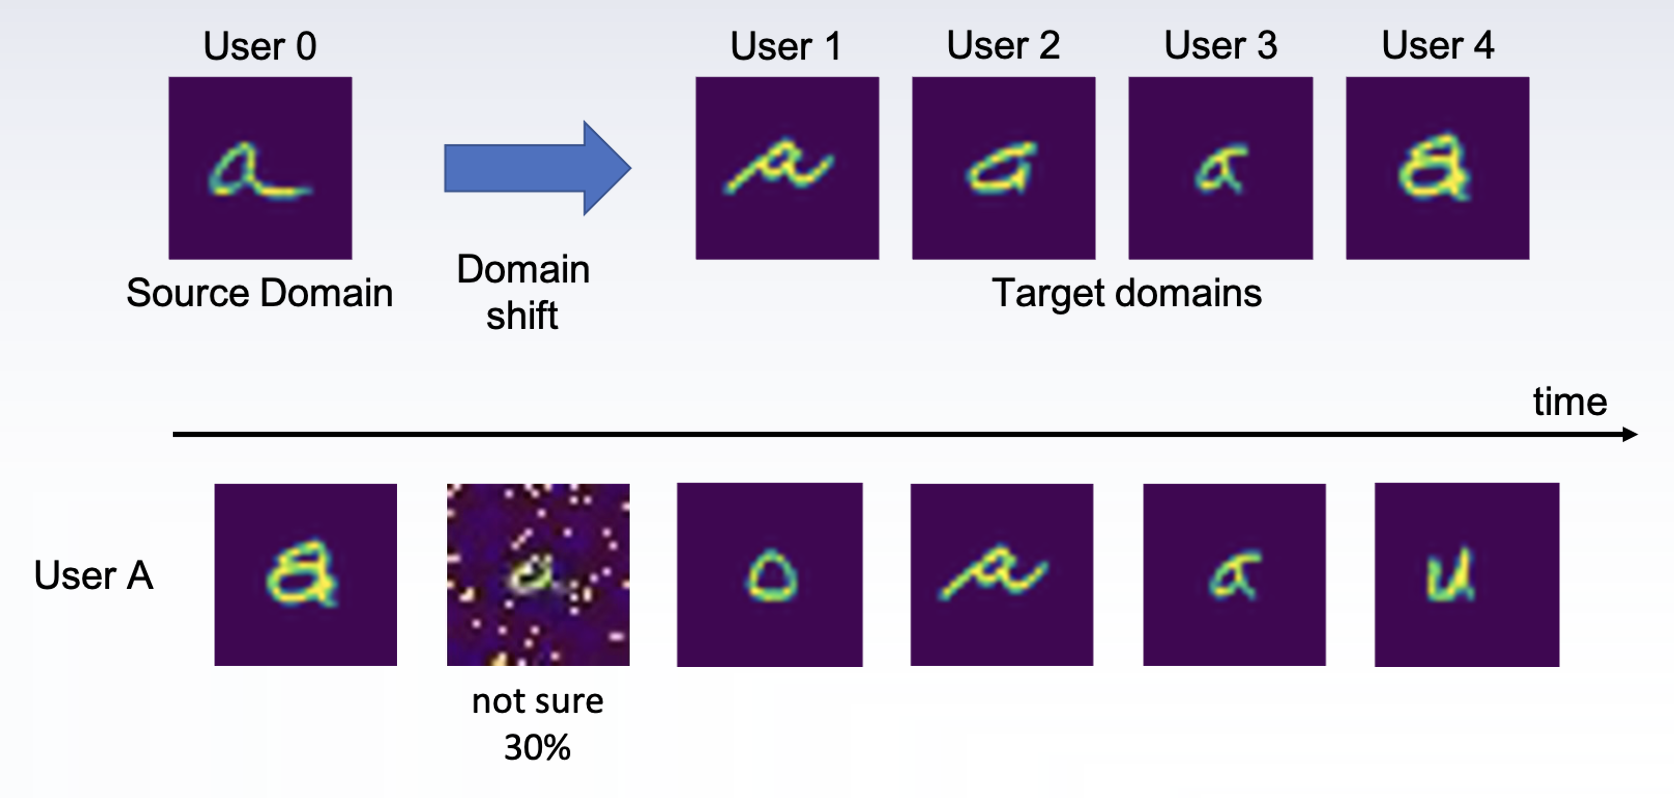 User 0
User 1
User 2
User 3
User 4
a
a
a
a
a
Source Domain
Domain
shift
Target domains
time
User A
a
a
o
a
a
u
not sure
30%